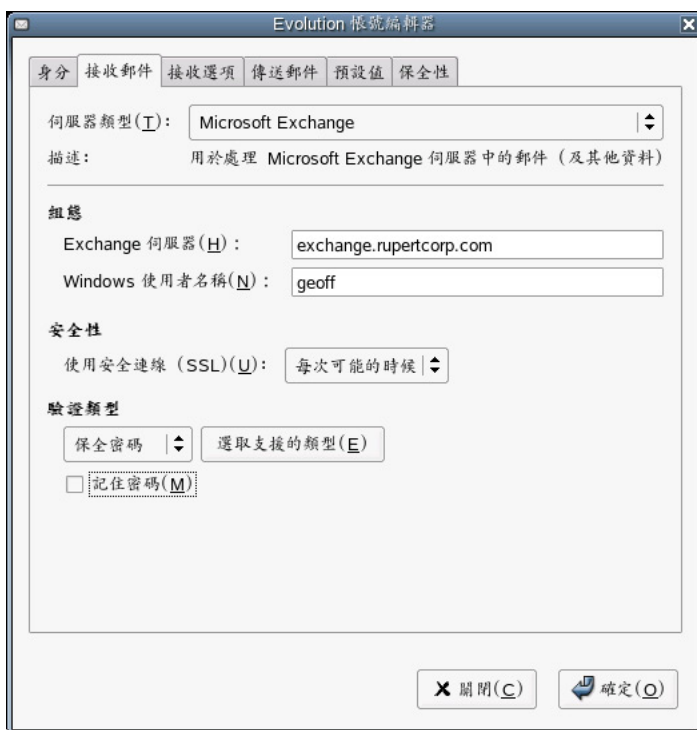 Evolution 帳號編輯器
身分 接收郵件 接收選項 傳送郵件 預設值 保全性
伺服器類型(T): Microsoft Exchange
描述: 用於處理 Microsoft Exchange 伺服器中的郵件 (及其他資料)
組態
Exchange 伺服器(H): exchange.rupertcorp.com
Windows 使用者名稱(N): geoff
安全性
使用安全連線 (SSL)(U): 每次可能的時候
驗證類型
保全密碼 選取支援的類型(E)
記住密碼(M)
關閉(C) 確定(O)